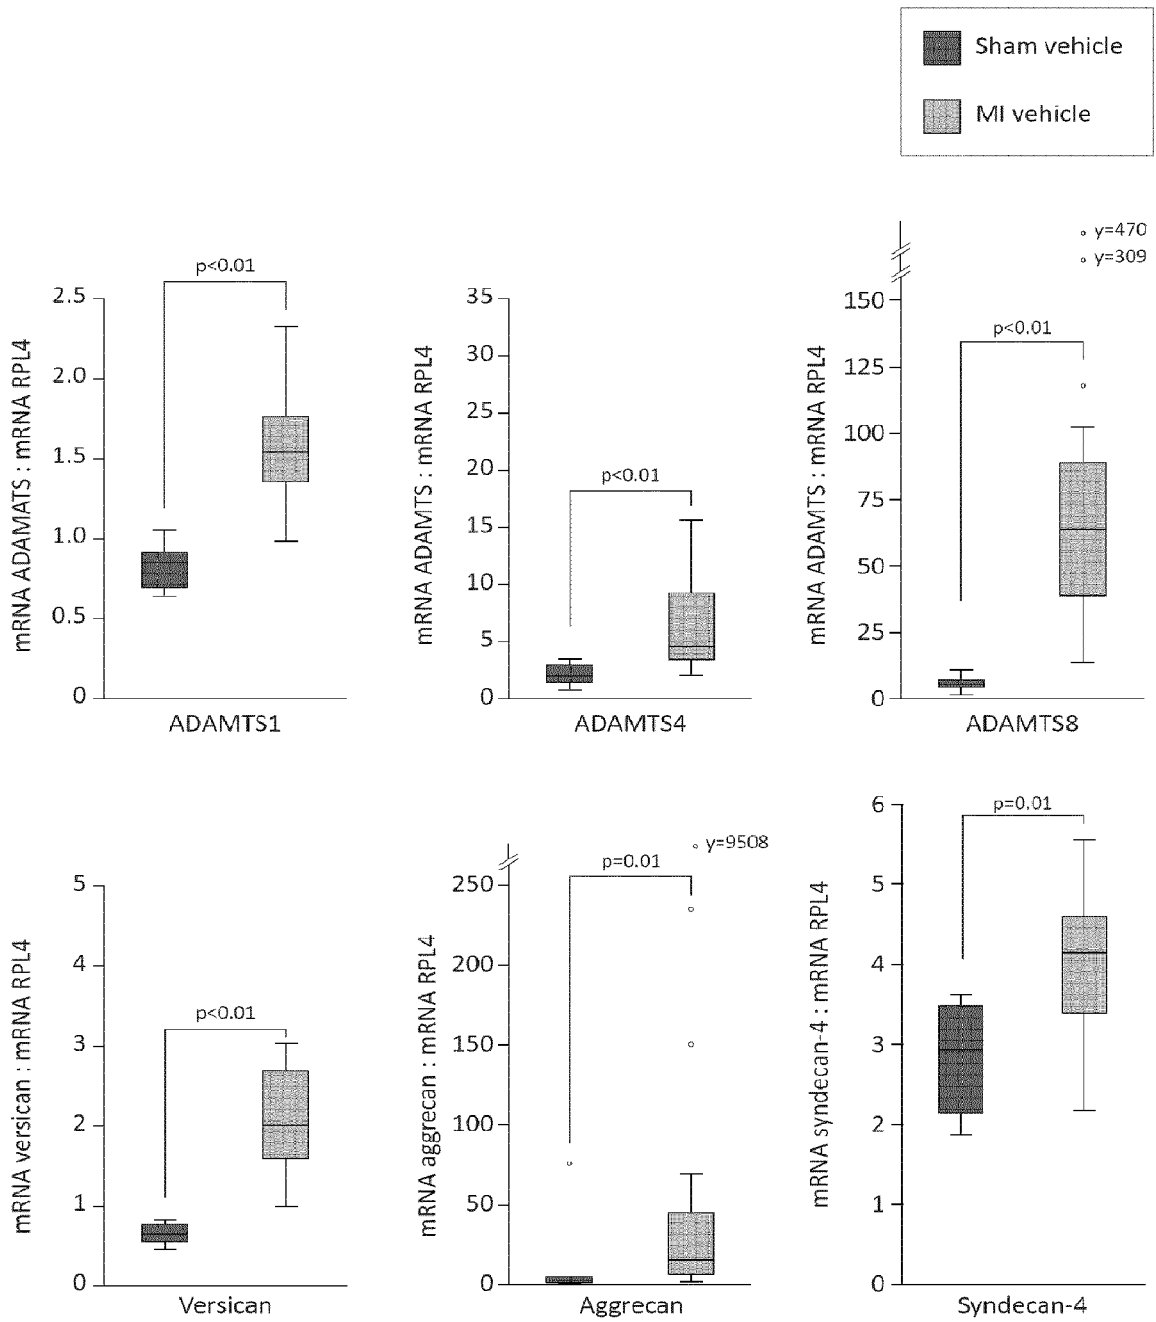 Sham vehicle
MI vehicle
p<0.01
2.5
2.0
1.5
1.0
0.5
0
mRNA ADAMATS : mRNA RPL4
ADAMTS1
35
30
25
20
15
10
5
0
p<0.01
mRNA ADAMTS : mRNA RPL4
ADAMTS4
y=470
y=309
150
125
100
75
50
25
0
p<0.01
mRNA ADAMTS : mRNA RPL4
ADAMTS8
5
4
3
2
1
0
p<0.01
mRNA versican : mRNA RPL4
Versican
y=9508
p=0.01
250
200
150
100
50
0
mRNA aggrecan : mRNA RPL4
Aggrecan
6
5
4
3
2
1
0
p=0.01
mRNA syndecan-4 : mRNA RPL4
Syndecan-4